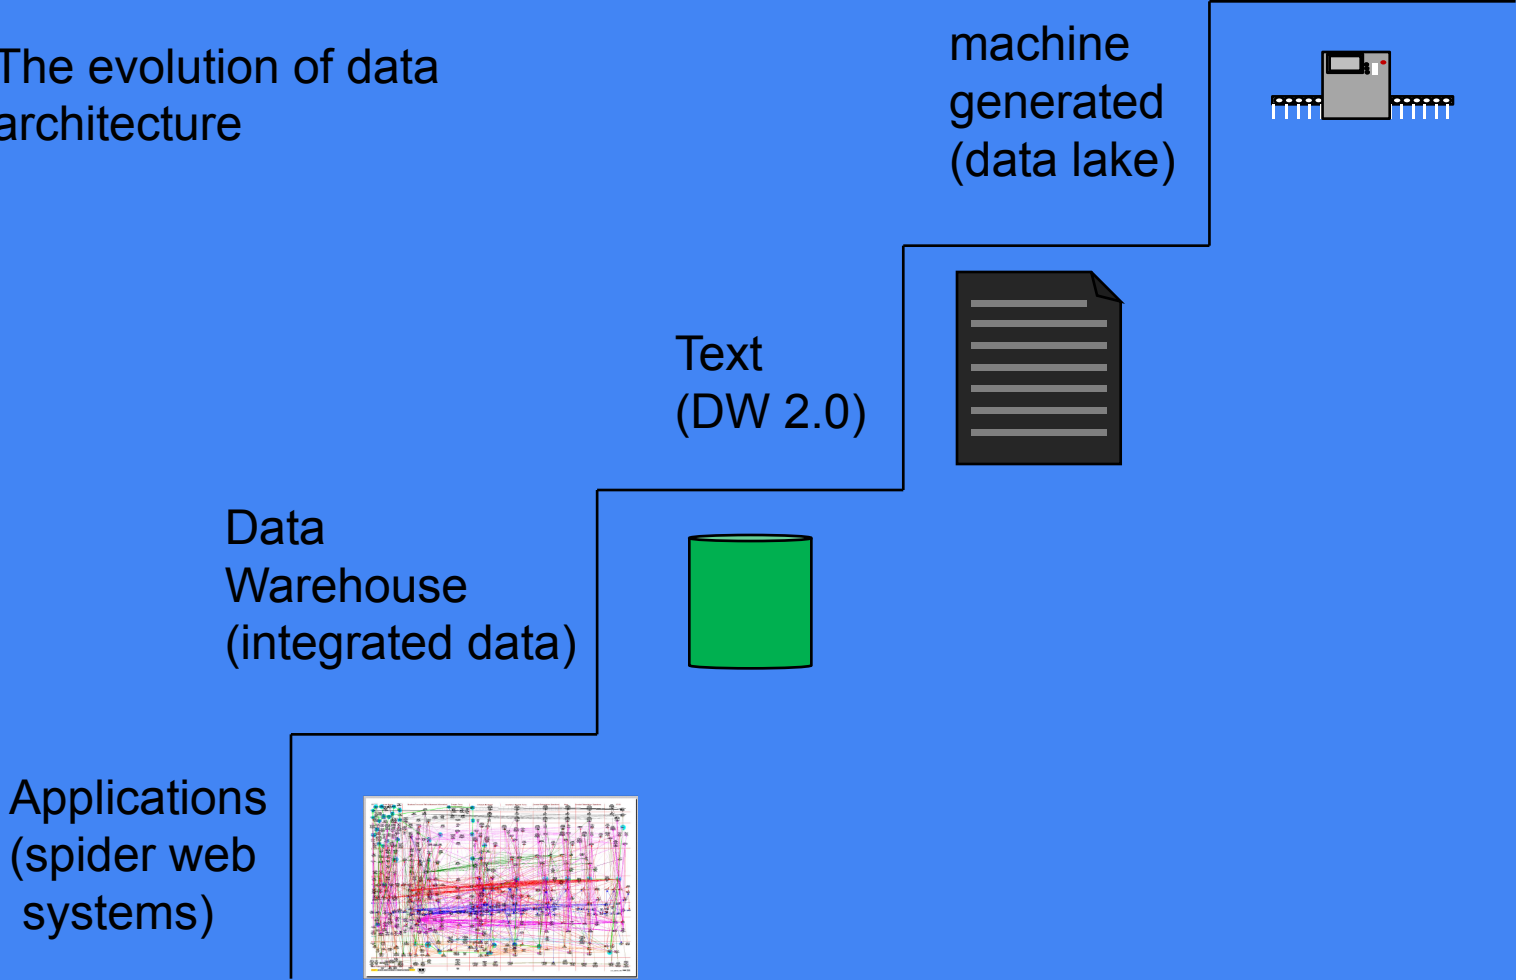 The evolution of data
architecture
machine
generated
(data lake)
Text
(DW 2.0)
Data
Warehouse
(integrated data)
Applications
(spider web
systems)